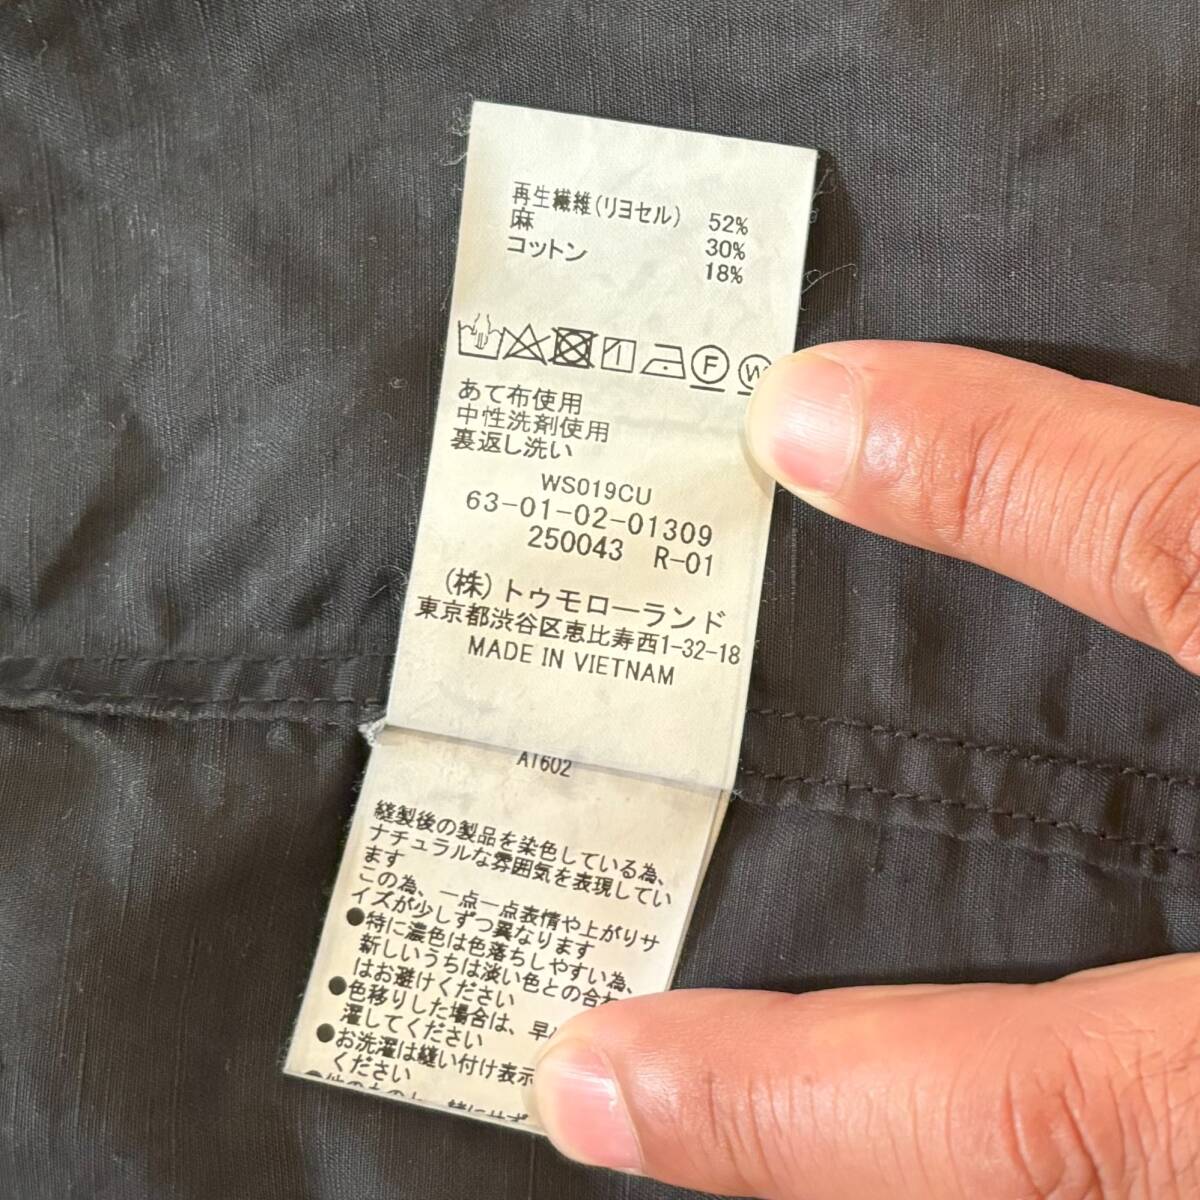 再生繊維(リヨセル) 52%
麻 30%
コットン 18%
F W
あて布使用
中性洗剤使用
裏返し洗い
WS019CU
63-01-02-01309
250043 R-01
(株)トゥモローランド
東京都渋谷区恵比寿西1-32-18
MADE IN VIETNAM
AT602
縫製後の製品を染色している為、
ナチュラルな雰囲気を表現してい
ます
この為、一点一点表情や上がりサ
イズが少しずつ異なります
●特に濃色は色落ちしやすい為、
新しいうちは淡い色との合わ
はお避けください
●色移りした場合は、早
濯してください
●お洗濯は縫い付け表示
ください